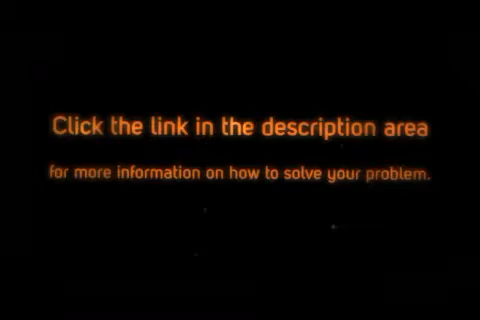 Click the link in the description area
for more information on how to solve your problem.